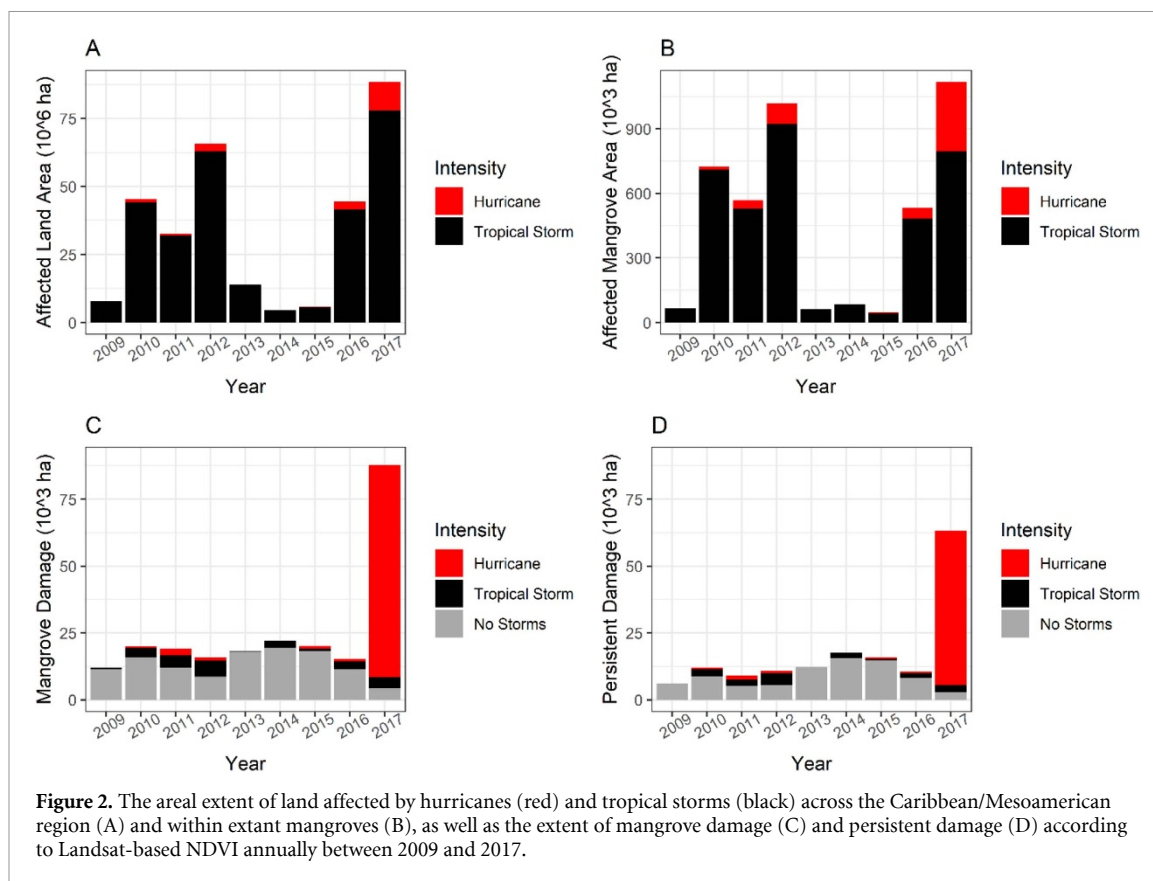 A
Affected Land Area (10^6 ha)
75
50
25
0
2009 2010 2011 2012 2013 2014 2015 2016 2017
Year
Intensity
Hurricane
Tropical Storm
B
Affected Mangrove Area (10^3 ha)
900
600
300
0
2009 2010 2011 2012 2013 2014 2015 2016 2017
Year
Intensity
Hurricane
Tropical Storm
C
Mangrove Damage (10^3 ha)
75
50
25
0
2009 2010 2011 2012 2013 2014 2015 2016 2017
Year
Intensity
Hurricane
Tropical Storm
No Storms
D
Persistent Damage (10^3 ha)
75
50
25
0
2009 2010 2011 2012 2013 2014 2015 2016 2017
Year
Intensity
Hurricane
Tropical Storm
No Storms
Figure 2. The areal extent of land affected by hurricanes (red) and tropical storms (black) across the Caribbean/Mesoamerican
region (A) and within extant mangroves (B), as well as the extent of mangrove damage (C) and persistent damage (D) according
to Landsat-based NDVI annually between 2009 and 2017.